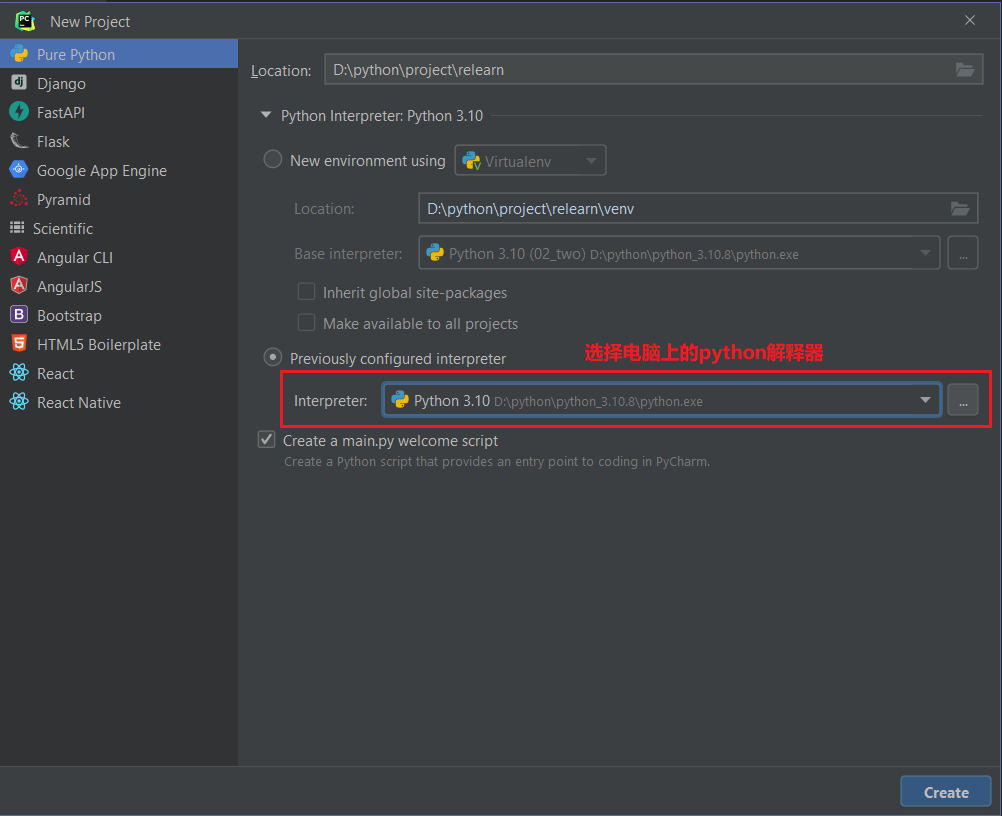 New Project
Pure Python
Django
FastAPI
Flask
Google App Engine
Pyramid
Scientific
Angular CLI
AngularJS
Bootstrap
HTML5 Boilerplate
React
React Native
Location: D:\python\project\relearn
Python Interpreter: Python 3.10
New environment using Virtualenv
Location: D:\python\project\relearn\venv
Base interpreter: Python 3.10 (02_two) D:\python\python_3.10.8\python.exe ...
Inherit global site-packages
Make available to all projects
Previously configured interpreter
选择电脑上的python解释器
Interpreter: Python 3.10 D:\python\python_3.10.8\python.exe ...
Create a main.py welcome script
Create a Python script that provides an entry point to coding in PyCharm.
Create